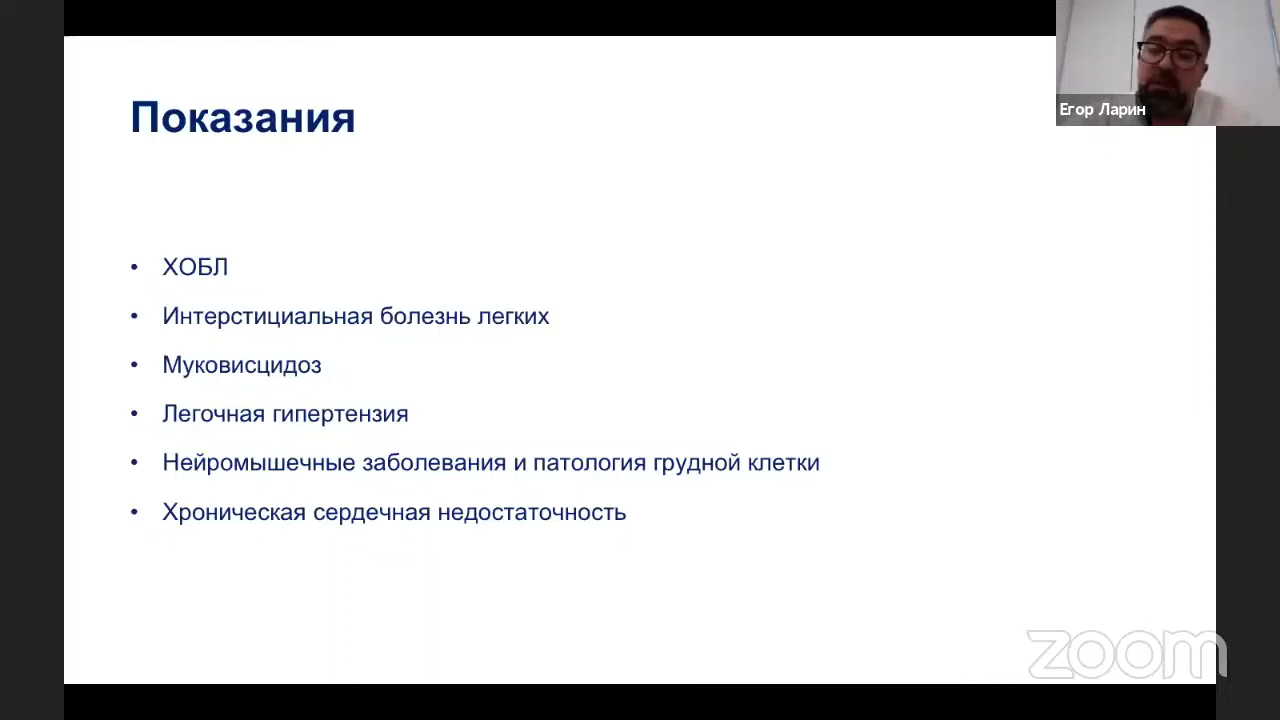 Егор Ларин
Показания
• ХОБЛ
• Интерстициальная болезнь легких
• Муковисцидоз
• Легочная гипертензия
• Нейромышечные заболевания и патология грудной клетки
• Хроническая сердечная недостаточность
zoom